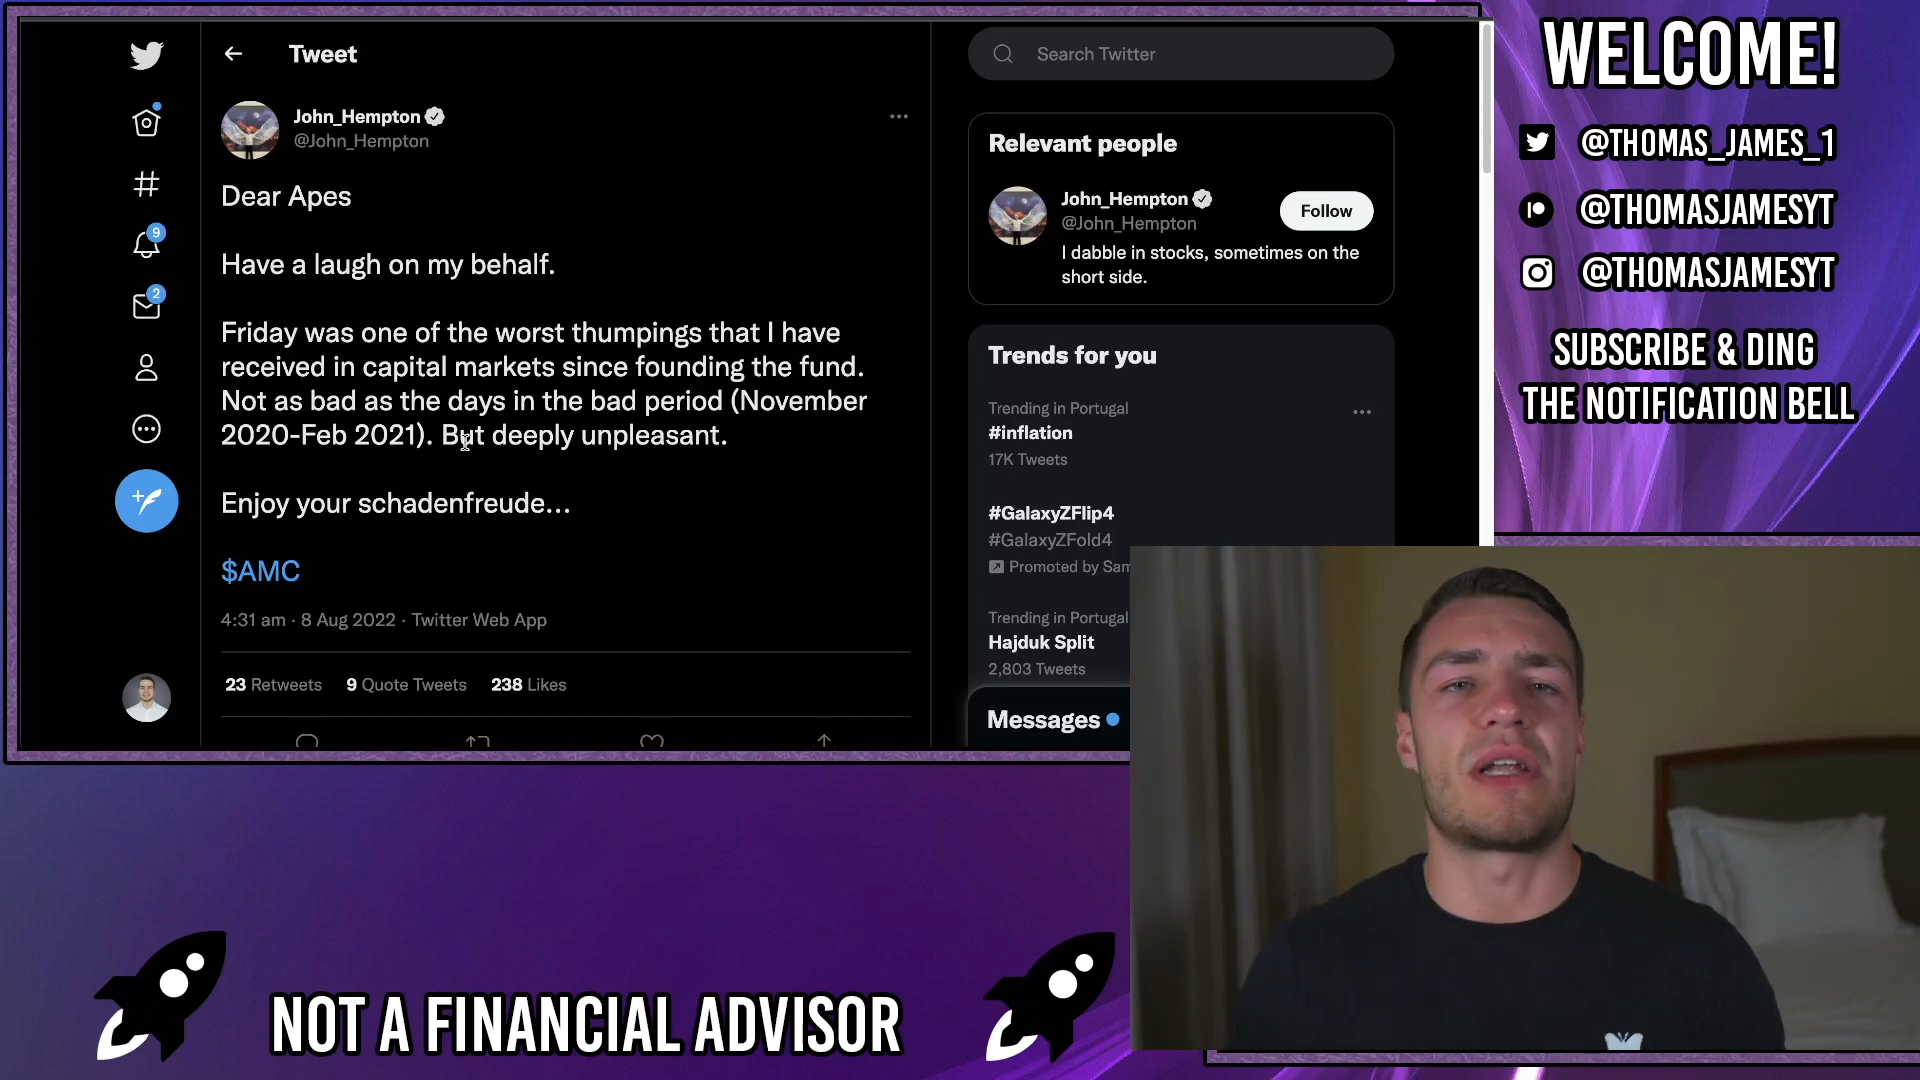 Tweet
John_Hempton
@John_Hempton
Dear Apes
Have a laugh on my behalf.
Friday was one of the worst thumpings that I have
received in capital markets since founding the fund.
Not as bad as the days in the bad period (November
2020-Feb 2021). But deeply unpleasant.
Enjoy your schadenfreude...
$AMC
4:31 am · 8 Aug 2022 · Twitter Web App
23 Retweets 9 Quote Tweets 238 Likes
9
2
Search Twitter
Relevant people
John_Hempton
@John_Hempton
Follow
I dabble in stocks, sometimes on the
short side.
Trends for you
Trending in Portugal
#inflation
17K Tweets
#GalaxyZFlip4
#GalaxyZFold4
Promoted by Sam
Trending in Portugal
Hajduk Split
2,803 Tweets
Messages
WELCOME!
@THOMAS_JAMES_1
@THOMASJAMESYT
@THOMASJAMESYT
SUBSCRIBE & DING
THE NOTIFICATION BELL
NOT A FINANCIAL ADVISOR